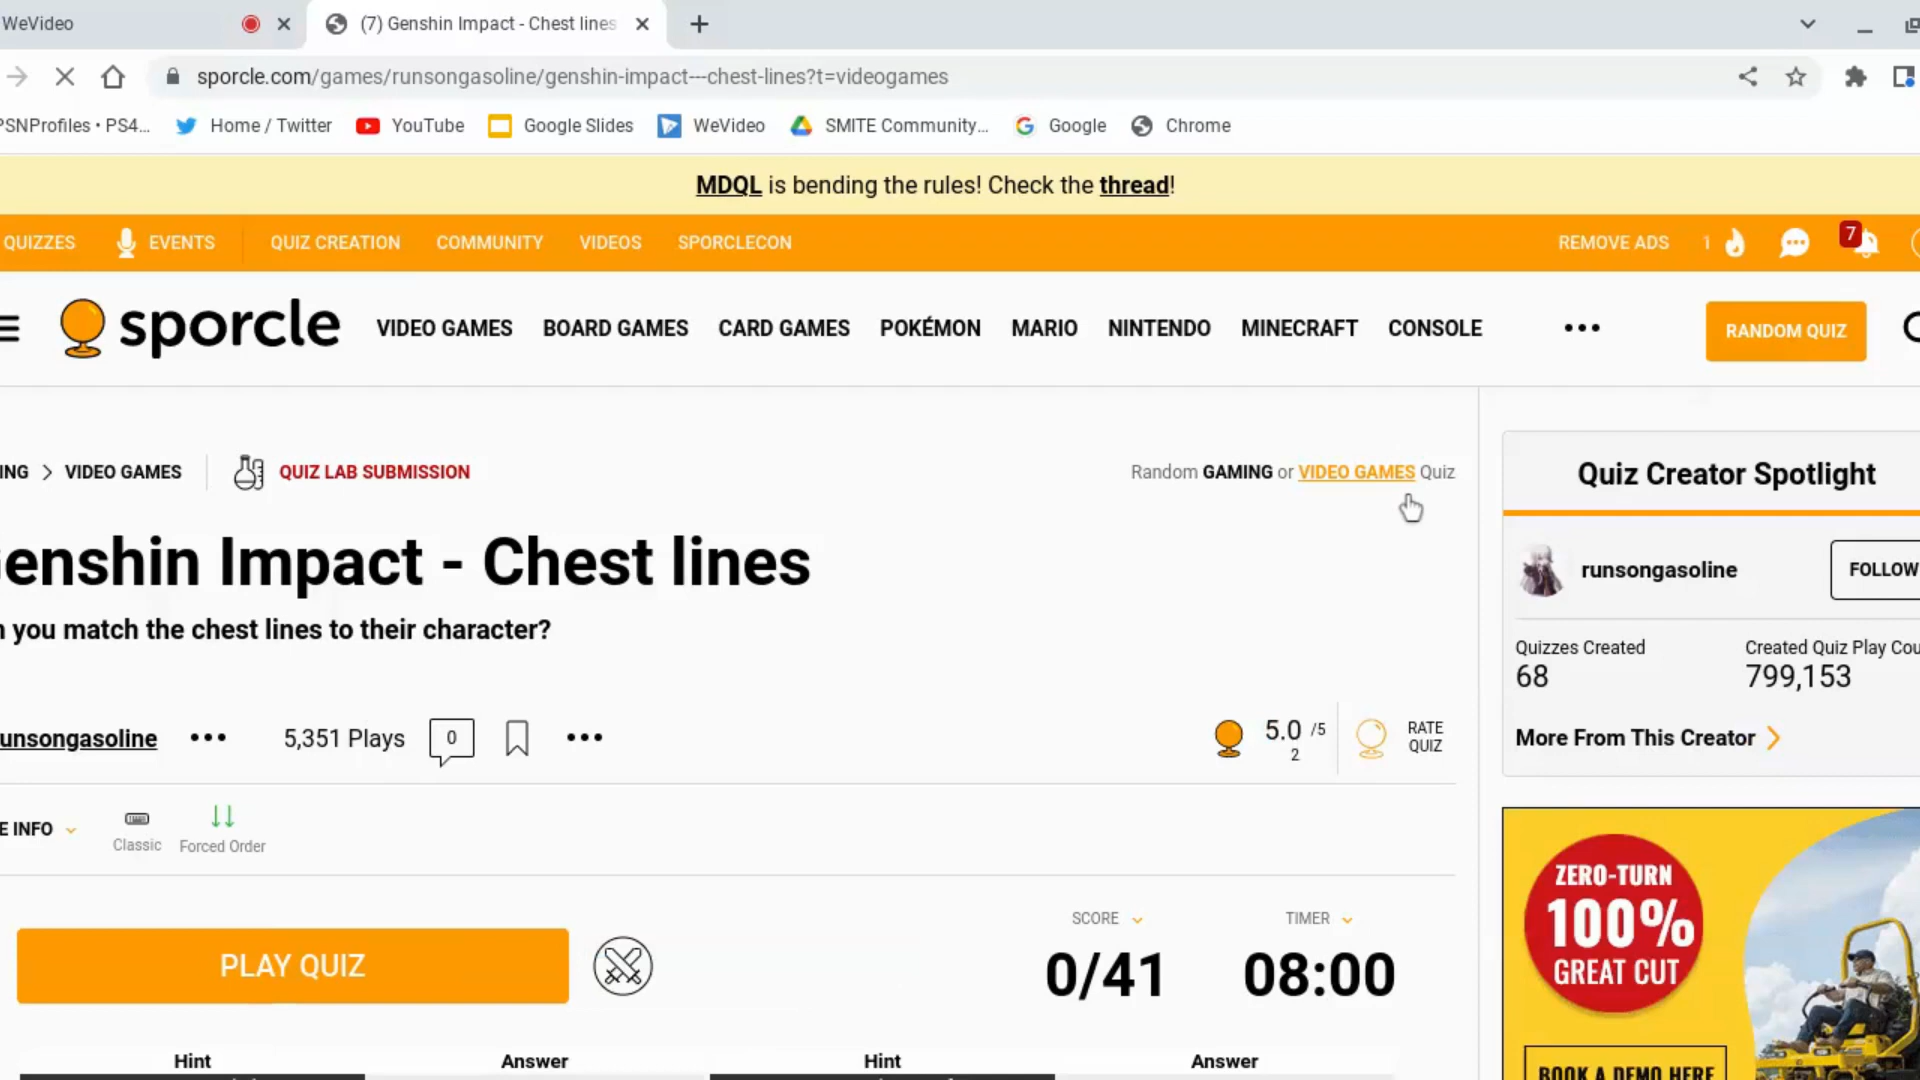 WeVideo
(7) Genshin Impact - Chest lines
sporcle.com/games/runsongasoline/genshin-impact---chest-lines?t=videogames
PSNProfiles • PS4...
Home / Twitter
YouTube
Google Slides
WeVideo
SMITE Community...
Google
Chrome
MDQL is bending the rules! Check the thread!
QUIZZES
EVENTS
QUIZ CREATION
COMMUNITY
VIDEOS
SPORCLECON
REMOVE ADS
1
7
sporcle
VIDEO GAMES
BOARD GAMES
CARD GAMES
POKÉMON
MARIO
NINTENDO
MINECRAFT
CONSOLE
RANDOM QUIZ
ING > VIDEO GAMES
QUIZ LAB SUBMISSION
Random GAMING or VIDEO GAMES Quiz
enshin Impact - Chest lines
n you match the chest lines to their character?
unsongasoline
5,351 Plays
0
5.0 /5
2
RATE
QUIZ
E INFO
Classic
Forced Order
PLAY QUIZ
SCORE
0/41
TIMER
08:00
Hint
Answer
Hint
Answer
Quiz Creator Spotlight
runsongasoline
FOLLOW
Quizzes Created
68
Created Quiz Play Cou
799,153
More From This Creator
ZERO-TURN
100%
GREAT CUT
BOOK A DEMO HERE